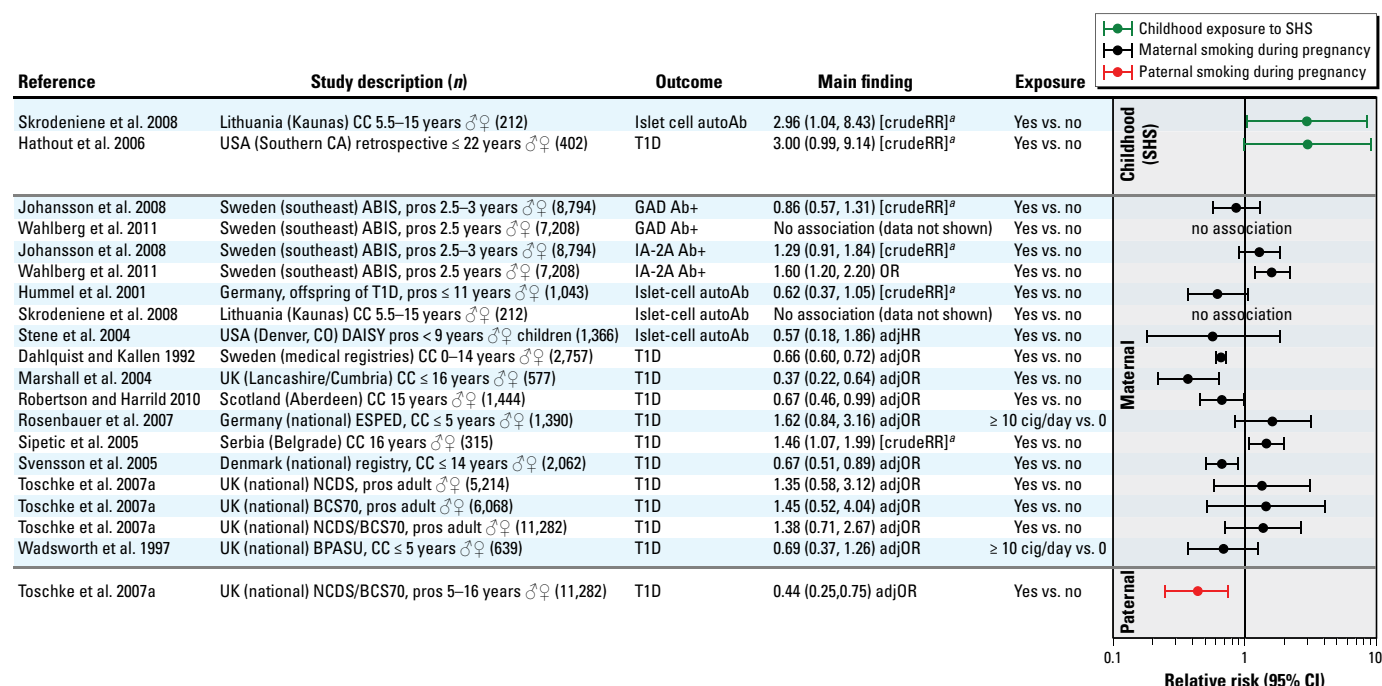 Childhood exposure to SHS
Maternal smoking during pregnancy
Paternal smoking during pregnancy
Reference Study description (n) Outcome Main finding Exposure
Skrodeniene et al. 2008 Lithuania (Kaunas) CC 5.5–15 years ♂♀ (212) Islet cell autoAb 2.96 (1.04, 8.43) [crudeRR]a Yes vs. no
Hathout et al. 2006 USA (Southern CA) retrospective ≤ 22 years ♂♀ (402) T1D 3.00 (0.99, 9.14) [crudeRR]a Yes vs. no
Childhood
(SHS)
Johansson et al. 2008 Sweden (southeast) ABIS, pros 2.5–3 years ♂♀ (8,794) GAD Ab+ 0.86 (0.57, 1.31) [crudeRR]a Yes vs. no
Wahlberg et al. 2011 Sweden (southeast) ABIS, pros 2.5 years ♂♀ (7,208) GAD Ab+ No association (data not shown) Yes vs. no no association
Johansson et al. 2008 Sweden (southeast) ABIS, pros 2.5–3 years ♂♀ (8,794) IA-2A Ab+ 1.29 (0.91, 1.84) [crudeRR]a Yes vs. no
Wahlberg et al. 2011 Sweden (southeast) ABIS, pros 2.5 years ♂♀ (7,208) IA-2A Ab+ 1.60 (1.20, 2.20) OR Yes vs. no
Hummel et al. 2001 Germany, offspring of T1D, pros ≤ 11 years ♂♀ (1,043) Islet-cell autoAb 0.62 (0.37, 1.05) [crudeRR]a Yes vs. no
Skrodeniene et al. 2008 Lithuania (Kaunas) CC 5.5–15 years ♂♀ (212) Islet-cell autoAb No association (data not shown) Yes vs. no no association
Stene et al. 2004 USA (Denver, CO) DAISY pros < 9 years ♂♀ children (1,366) Islet-cell autoAb 0.57 (0.18, 1.86) adjHR Yes vs. no
Dahlquist and Kallen 1992 Sweden (medical registries) CC 0–14 years ♂♀ (2,757) T1D 0.66 (0.60, 0.72) adjOR Yes vs. no
Marshall et al. 2004 UK (Lancashire/Cumbria) CC ≤ 16 years ♂♀ (577) T1D 0.37 (0.22, 0.64) adjOR Yes vs. no
Robertson and Harrild 2010 Scotland (Aberdeen) CC 15 years ♂♀ (1,444) T1D 0.67 (0.46, 0.99) adjOR Yes vs. no
Rosenbauer et al. 2007 Germany (national) ESPED, CC ≤ 5 years ♂♀ (1,390) T1D 1.62 (0.84, 3.16) adjOR ≥ 10 cig/day vs. 0
Sipetic et al. 2005 Serbia (Belgrade) CC 16 years ♂♀ (315) T1D 1.46 (1.07, 1.99) [crudeRR]a Yes vs. no
Svensson et al. 2005 Denmark (national) registry, CC ≤ 14 years ♂♀ (2,062) T1D 0.67 (0.51, 0.89) adjOR Yes vs. no
Toschke et al. 2007a UK (national) NCDS, pros adult ♂♀ (5,214) T1D 1.35 (0.58, 3.12) adjOR Yes vs. no
Toschke et al. 2007a UK (national) BCS70, pros adult ♂♀ (6,068) T1D 1.45 (0.52, 4.04) adjOR Yes vs. no
Toschke et al. 2007a UK (national) NCDS/BCS70, pros adult ♂♀ (11,282) T1D 1.38 (0.71, 2.67) adjOR Yes vs. no
Wadsworth et al. 1997 UK (national) BPASU, CC ≤ 5 years ♂♀ (639) T1D 0.69 (0.37, 1.26) adjOR ≥ 10 cig/day vs. 0
Maternal
Toschke et al. 2007a UK (national) NCDS/BCS70, pros 5–16 years ♂♀ (11,282) T1D 0.44 (0.25,0.75) adjOR Yes vs. no
Paternal
0.1 1 10
Relative risk (95% CI)